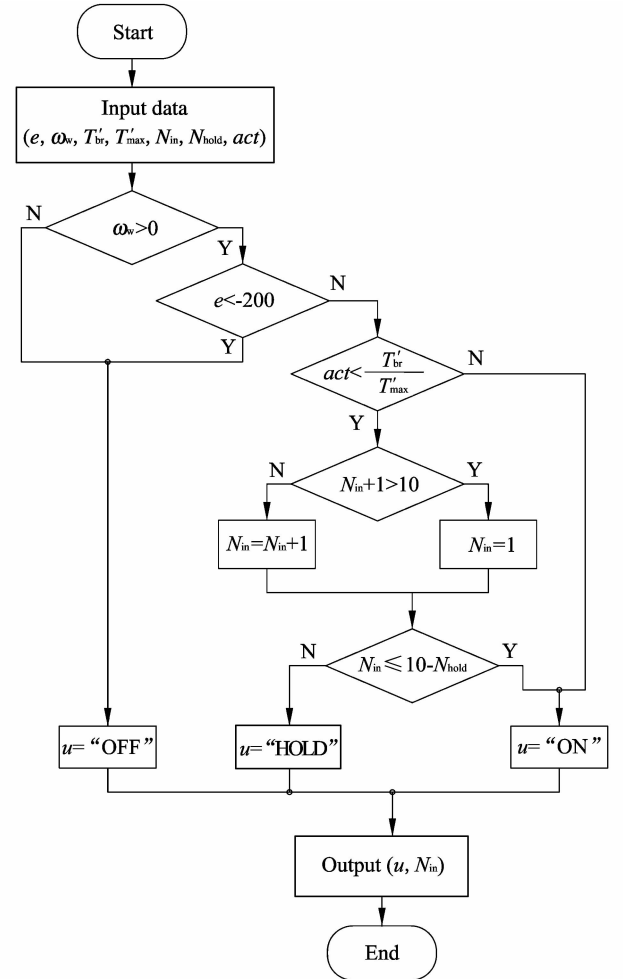 Start
Input data
(e, ωw, T′br, T′max, Nin, Nhold, act)
N
ωw>0
Y
N
e<-200
Y
N
act<T′br/T′max
Y
N
Nin+1>10
Y
Nin=Nin+1
Nin=1
N
Nin≤10-Nhold
Y
u=“OFF”
u=“HOLD”
u=“ON”
Output (u, Nin)
End